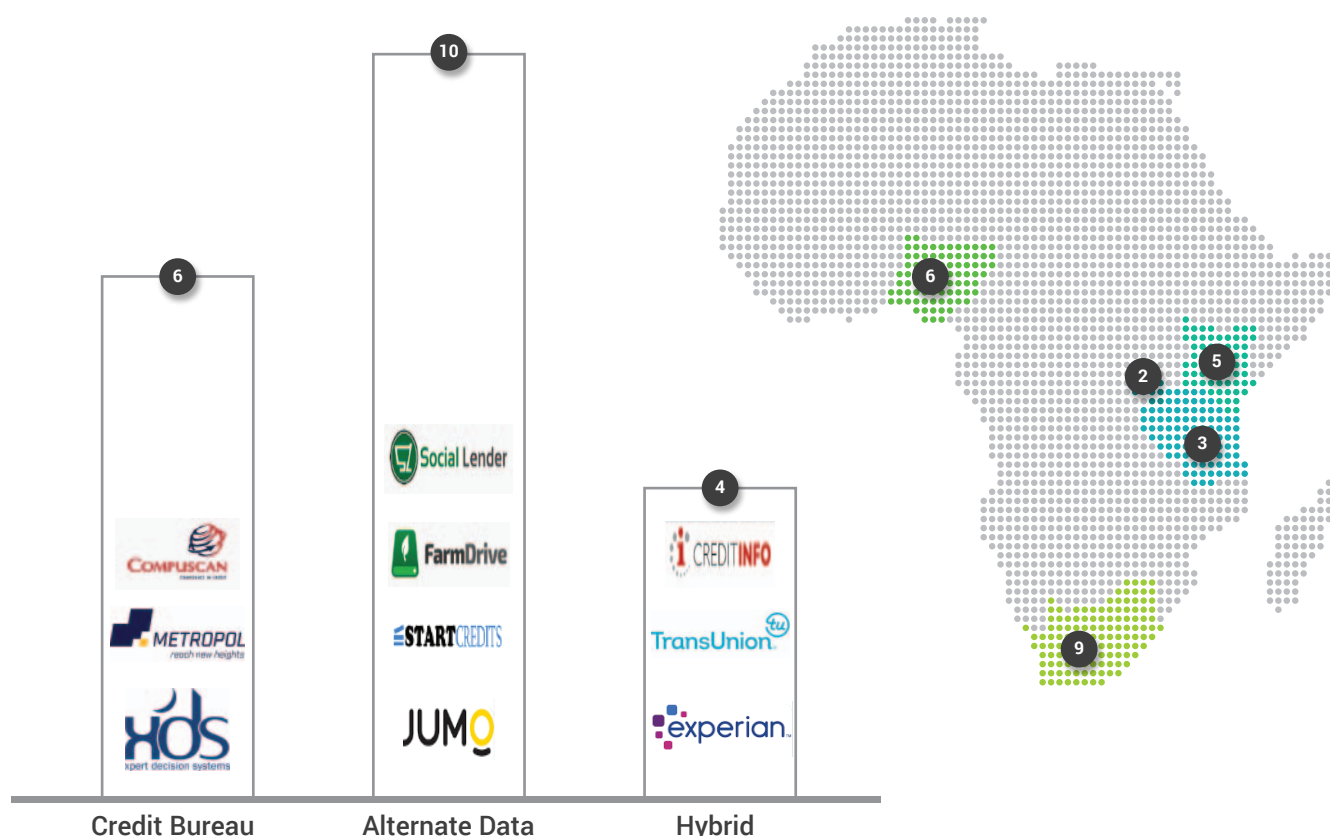 10
6
Social Lender
FarmDrive
STARTCREDITS
JUMO
4
COMPUSCAN
METROPOL
reach new heights
XDS
xpert decision systems
CREDITINFO
tu
TransUnion
experian
Credit Bureau
Alternate Data
Hybrid
6
5
2
3
9